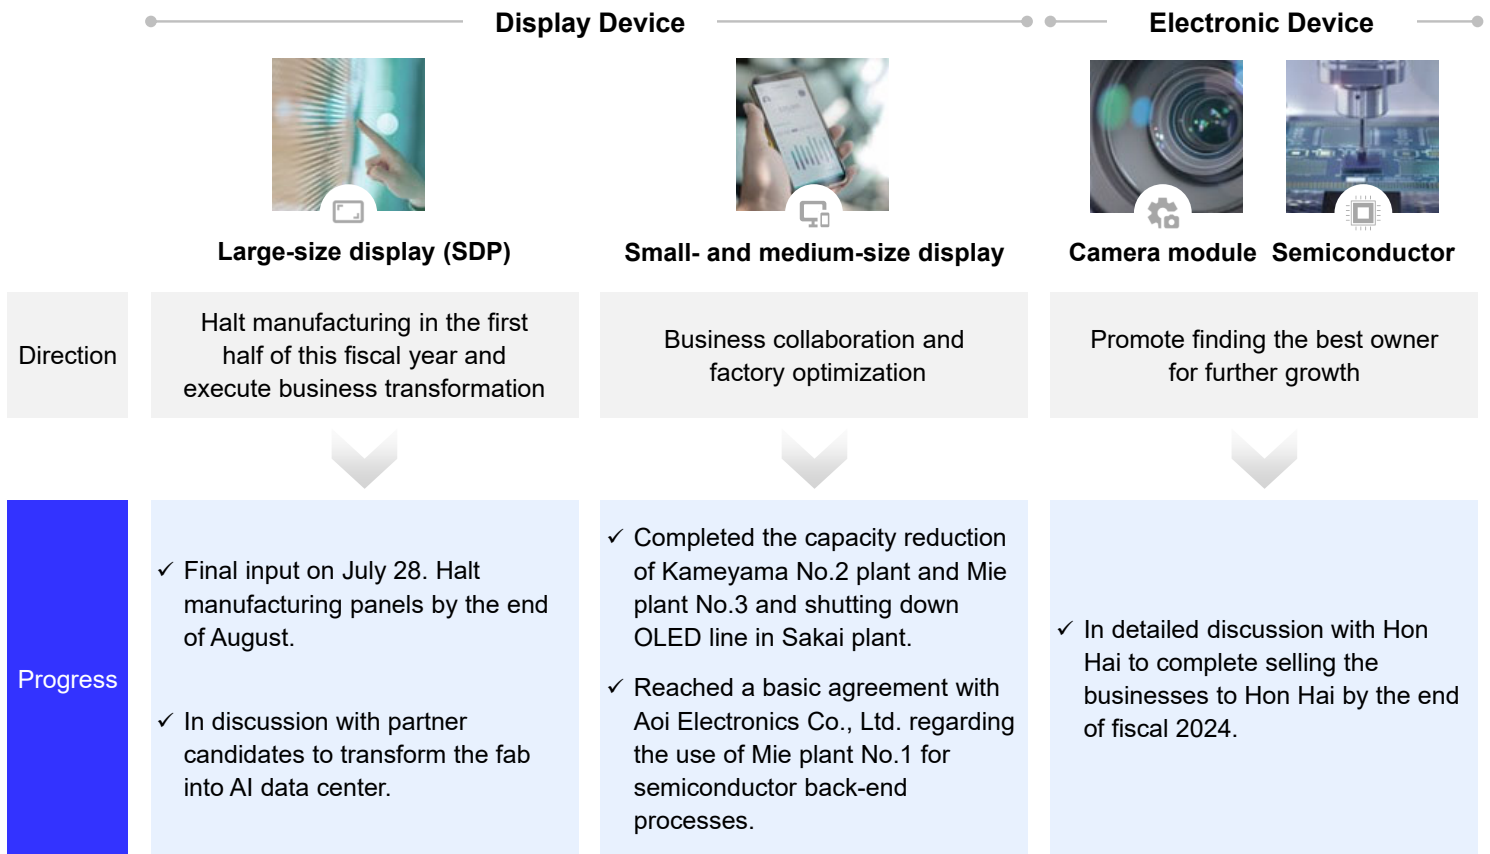 Display Device
Electronic Device
Large-size display (SDP)
Small- and medium-size display
Camera module
Semiconductor
Direction
Halt manufacturing in the first
half of this fiscal year and
execute business transformation
Business collaboration and
factory optimization
Promote finding the best owner
for further growth
Progress
✓ Final input on July 28. Halt
manufacturing panels by the end
of August.
✓ In discussion with partner
candidates to transform the fab
into AI data center.
✓ Completed the capacity reduction
of Kameyama No.2 plant and Mie
plant No.3 and shutting down
OLED line in Sakai plant.
✓ Reached a basic agreement with
Aoi Electronics Co., Ltd. regarding
the use of Mie plant No.1 for
semiconductor back-end
processes.
✓ In detailed discussion with Hon
Hai to complete selling the
businesses to Hon Hai by the end
of fiscal 2024.